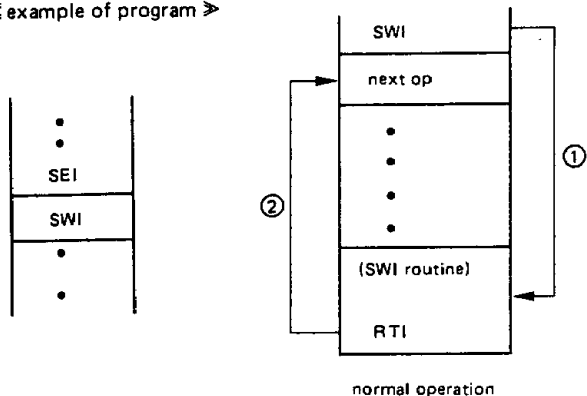 example of program ≫
SEI
SWI
SWI
next op
①
②
(SWI routine)
RTI
normal operation